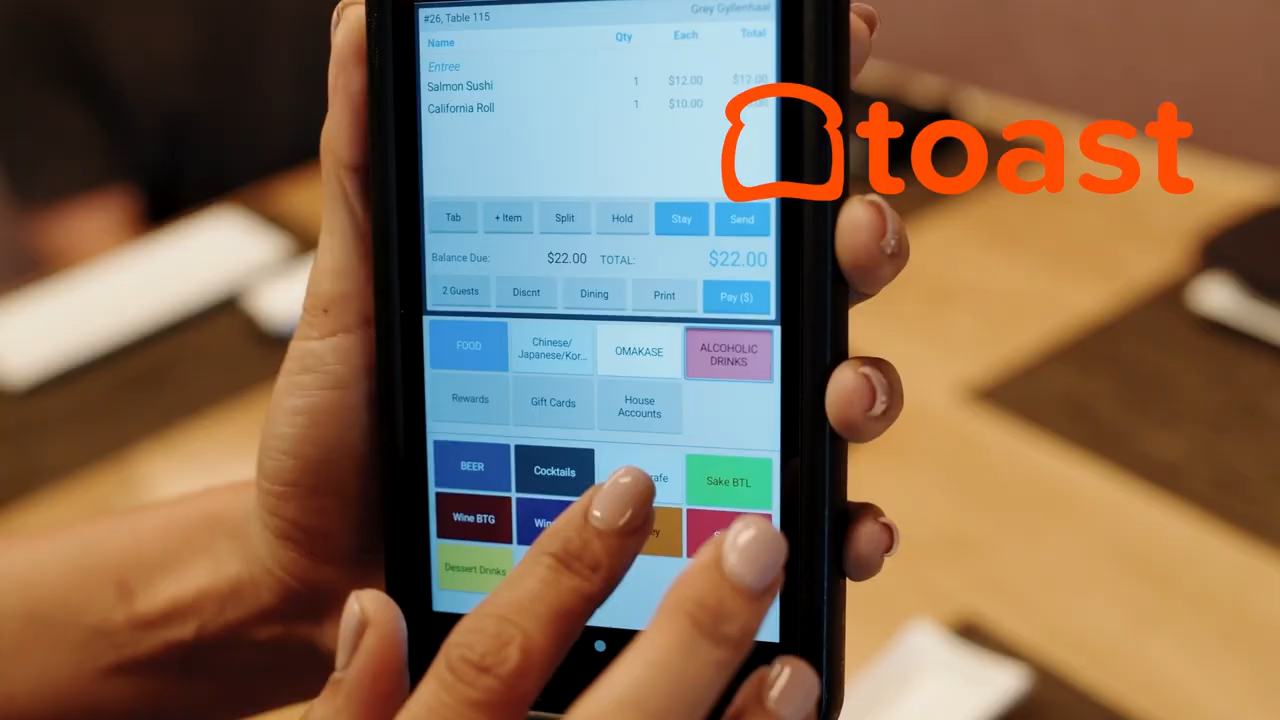 #26, Table 115 Grey Gyllenhaal
Name Qty Each Total
Entree
Salmon Sushi 1 $12.00 $12.00
California Roll 1 $10.00
toast
Tab + Item Split Hold Stay Send
Balance Due: $22.00 TOTAL: $22.00
2 Guests Discnt Dining Print Pay ($)
FOOD Chinese/ Japanese/Kor... OMAKASE ALCOHOLIC DRINKS
Rewards Gift Cards House Accounts
BEER Cocktails Sake BTL
Wine BTG
Dessert Drinks